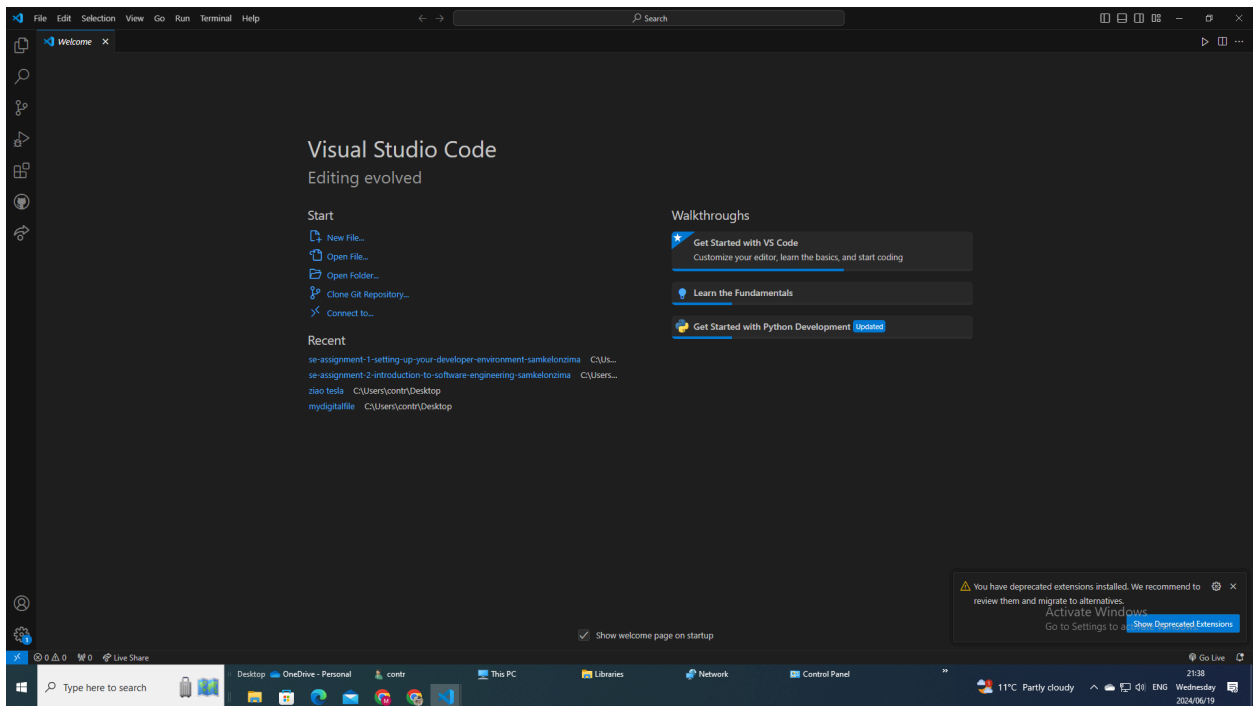 File Edit Selection View Go Run Terminal Help
Search
Welcome
Visual Studio Code
Editing evolved
Start
New File...
Open File...
Open Folder...
Clone Git Repository...
Connect to...
Recent
se-assignment-1-setting-up-your-developer-environment-samkelonzima C:\Us...
se-assignment-2-introduction-to-software-engineering-samkelonzima C:\Users...
ziao tesla C:\Users\contr\Desktop
mydigitalfile C:\Users\contr\Desktop
Walkthroughs
Get Started with VS Code
Customize your editor, learn the basics, and start coding
Learn the Fundamentals
Get Started with Python Development Updated
You have deprecated extensions installed. We recommend to
review them and migrate to alternatives.
Activate Windows
Go to Settings to
Show Deprecated Extensions
Show welcome page on startup
1
0 0 0 Live Share
Go Live
Desktop OneDrive - Personal contr This PC Libraries Network Control Panel
Type here to search
11°C Partly cloudy ENG
21:38
Wednesday
2024/06/19